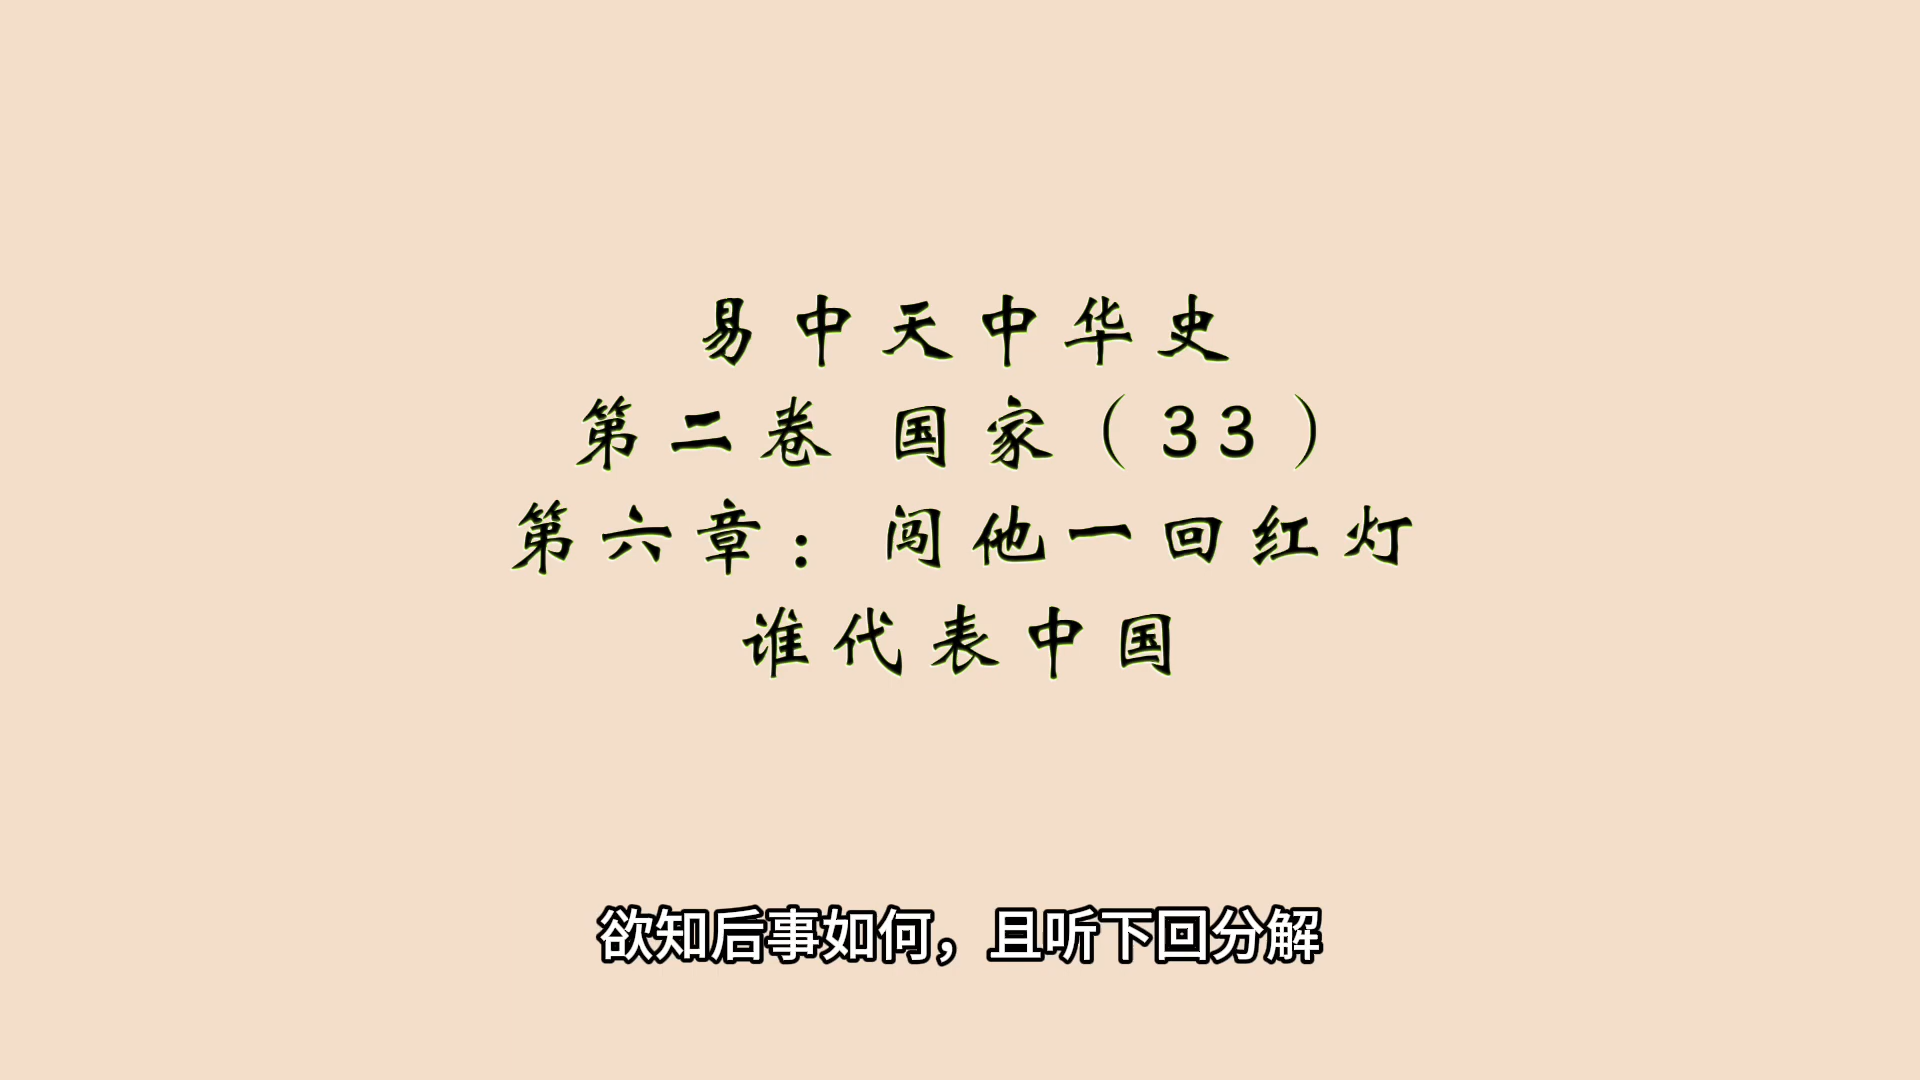 易中天中华史
第二卷 国家（33）
第六章：闯他一回红灯
谁代表中国
欲知后事如何，且听下回分解